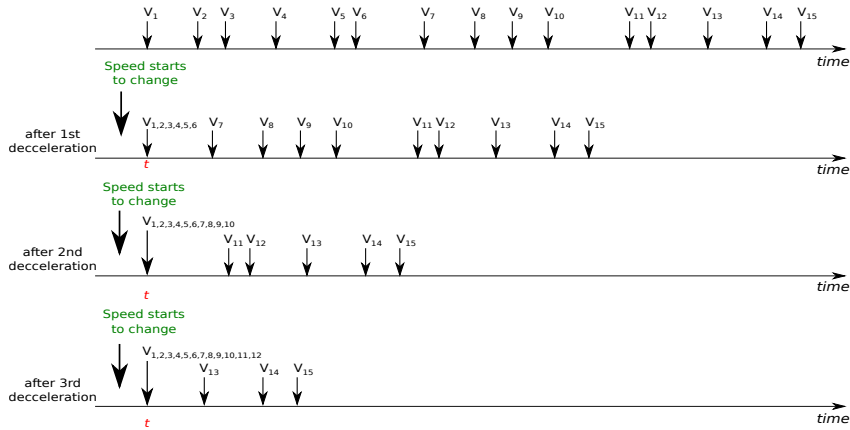 V1 V2 V3 V4 V5 V6 V7 V8 V9 V10 V11 V12 V13 V14 V15
time
Speed starts
to change
V1,2,3,4,5,6 V7 V8 V9 V10 V11 V12 V13 V14 V15
after 1st
decceleration
t
time
Speed starts
to change
V1,2,3,4,5,6,7,8,9,10
V11 V12 V13 V14 V15
after 2nd
decceleration
t
time
Speed starts
to change
V1,2,3,4,5,6,7,8,9,10,11,12
V13 V14 V15
after 3rd
decceleration
t
time